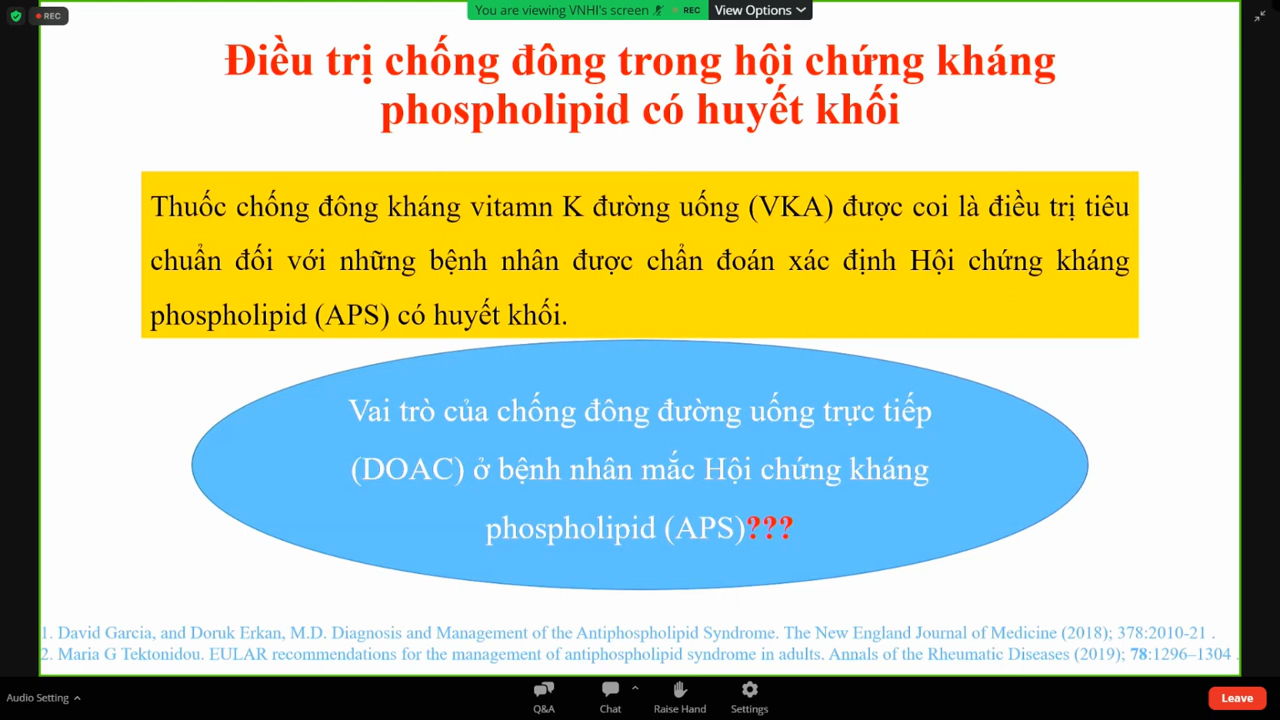 You are viewing VNHI's screen REC View Options
REC
Điều trị chống đông trong hội chứng kháng
phospholipid có huyết khối
Thuốc chống đông kháng vitamn K đường uống (VKA) được coi là điều trị tiêu
chuẩn đối với những bệnh nhân được chẩn đoán xác định Hội chứng kháng
phospholipid (APS) có huyết khối.
Vai trò của chống đông đường uống trực tiếp
(DOAC) ở bệnh nhân mắc Hội chứng kháng
phospholipid (APS)???
1. David Garcia, and Doruk Erkan, M.D. Diagnosis and Management of the Antiphospholipid Syndrome. The New England Journal of Medicine (2018); 378:2010-21 .
2. Maria G Tektonidou. EULAR recommendations for the management of antiphospholipid syndrome in adults. Annals of the Rheumatic Diseases (2019); 78:1296–1304 .
Audio Setting
Q&A
Chat
Raise Hand
Settings
Leave